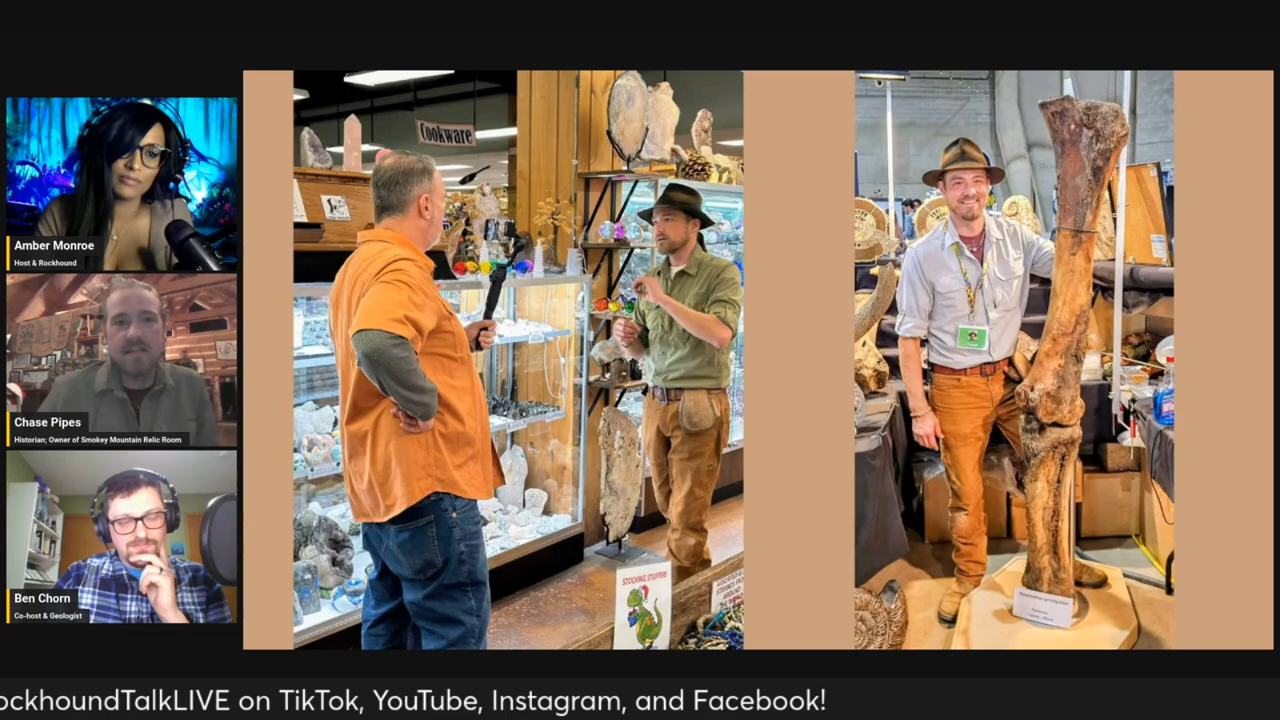 Amber Monroe
Host & Rockhound
Chase Pipes
Historian; Owner of Smokey Mountain Relic Room
Ben Chorn
Co-host & Geologist
Cookware
STOCKING STUFFER!
ockhoundTalkLIVE on TikTok, YouTube, Instagram, and Facebook!